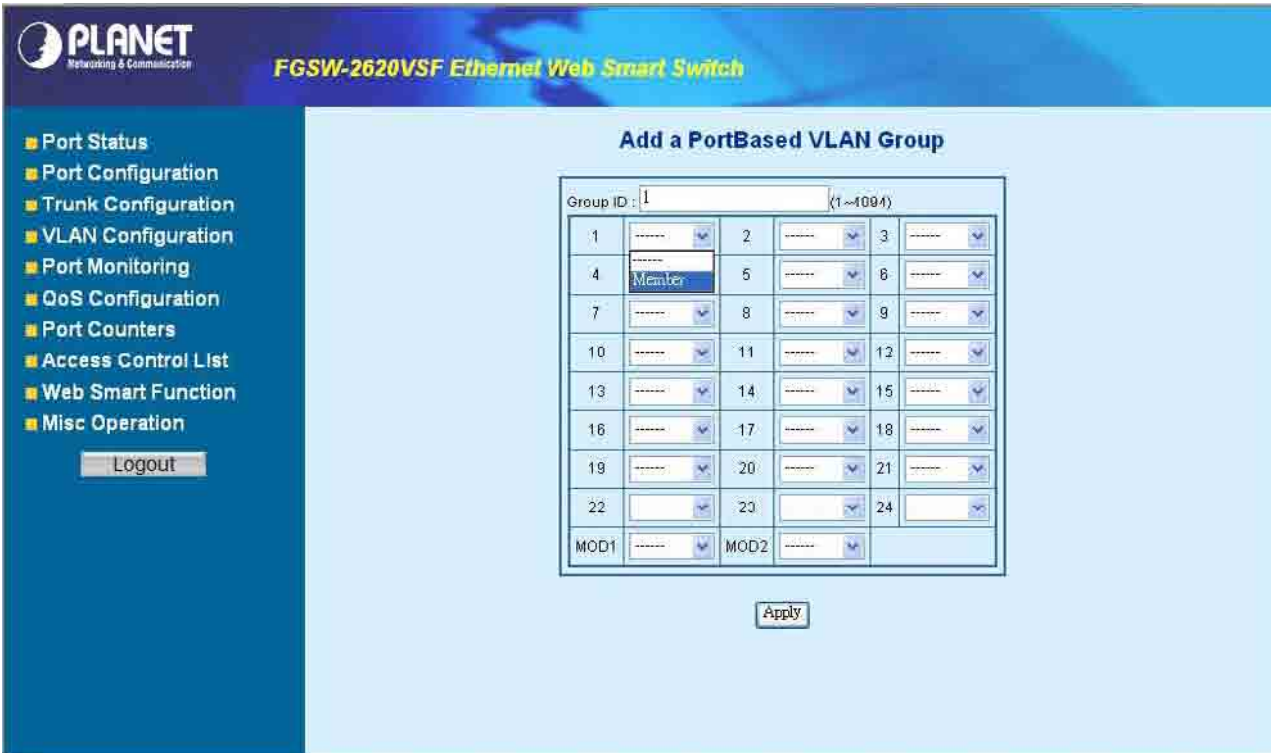 PLANET
Networking & Communication
FGSW-2620VSF Ethernet Web Smart Switch
Port Status
Port Configuration
Trunk Configuration
VLAN Configuration
Port Monitoring
QoS Configuration
Port Counters
Access Control List
Web Smart Function
Misc Operation
Logout
Add a PortBased VLAN Group
Group ID : 1 (1~4094)
1 ------ 2 ------ 3 ------
------
Member
4 5 ------ 6 ------
7 ------ 8 ------ 9 ------
10 ------ 11 ------ 12 ------
13 ------ 14 ------ 15 ------
16 ------ 17 ------ 18 ------
19 ------ 20 ------ 21 ------
22 23 24
MOD1 ------ MOD2 ------
Apply